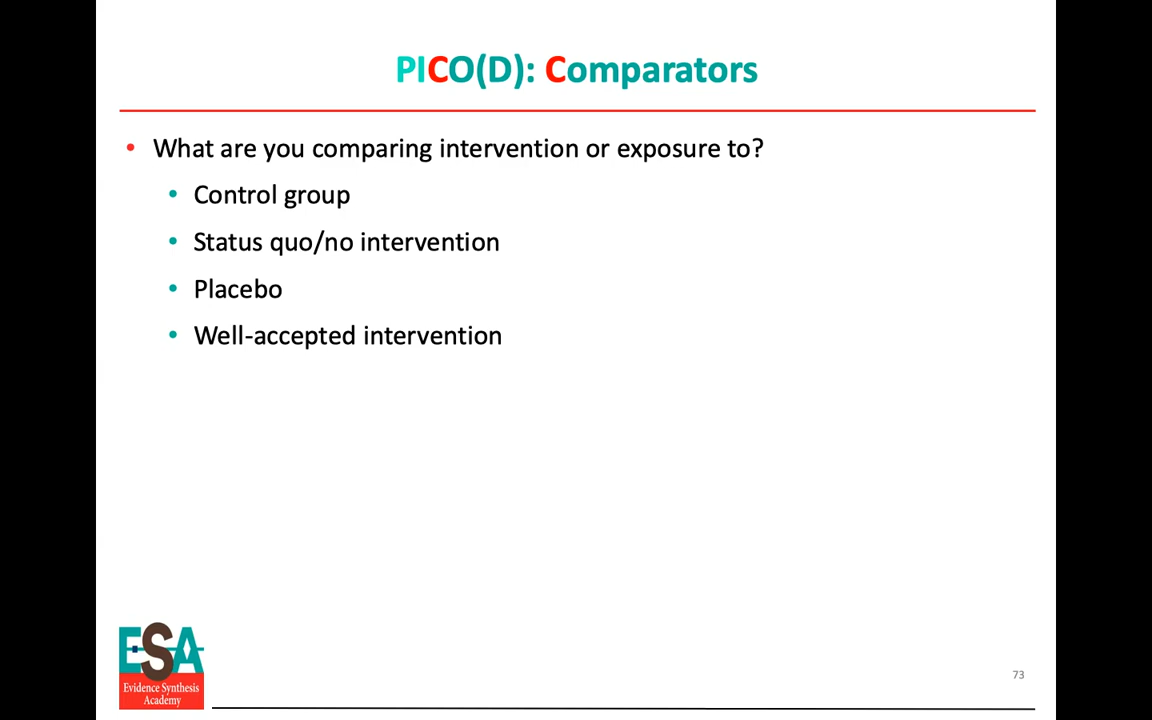 PICO(D): Comparators
• What are you comparing intervention or exposure to?
• Control group
• Status quo/no intervention
• Placebo
• Well-accepted intervention
ESA
Evidence Synthesis
Academy
73